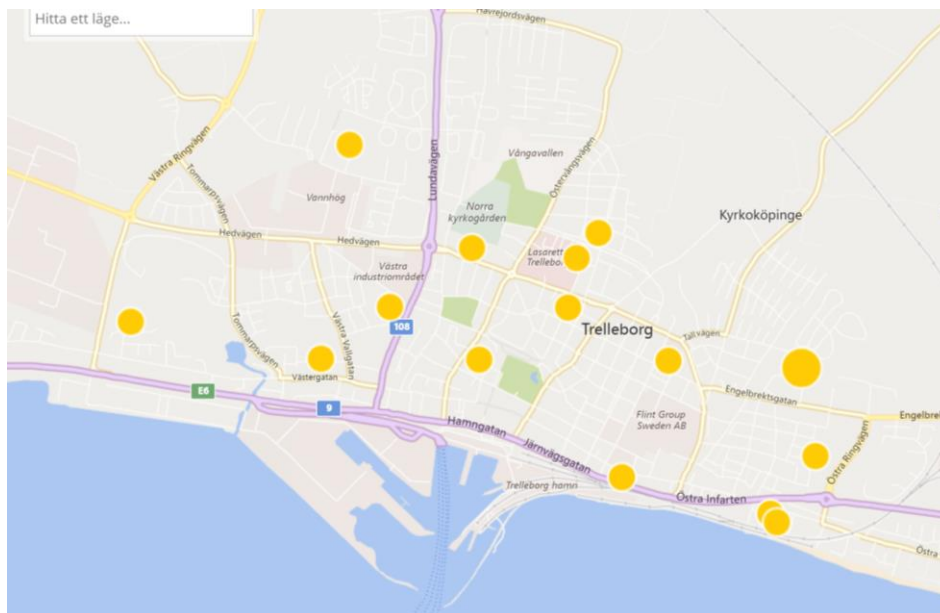 Hitta ett läge...
Havrejordsvägen
Västra Ringvägen
Tommarpsvägen
Lundavägen
Vångavallen
Östervångsvägen
Vannhög
Norra
kyrkogården
Kyrkoköpinge
Hedvägen
Hedvägen
Västra
industriområdet
Lasarett
Trellebo
108
Trelleborg
Tallvägen
Tommarpsvägen
Västra Vallgatan
Västergatan
E6
9
Engelbrektsgatan
Engelbre
Flint Group
Sweden AB
Hamngatan
Järnvägsgatan
Östra Ringvägen
Trelleborg hamn
Östra Infarten
Östra